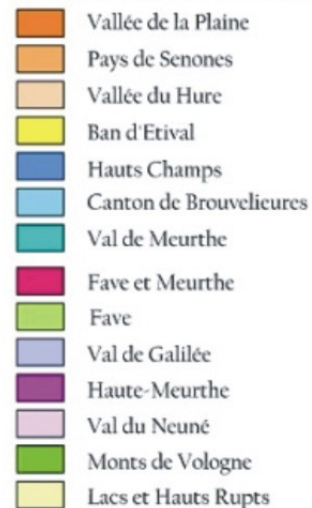 Vallée de la Plaine
Pays de Senones
Vallée du Hure
Ban d'Etival
Hauts Champs
Canton de Brouvelieures
Val de Meurthe
Fave et Meurthe
Fave
Val de Galilée
Haute-Meurthe
Val du Neuné
Monts de Vologne
Lacs et Hauts Rupts